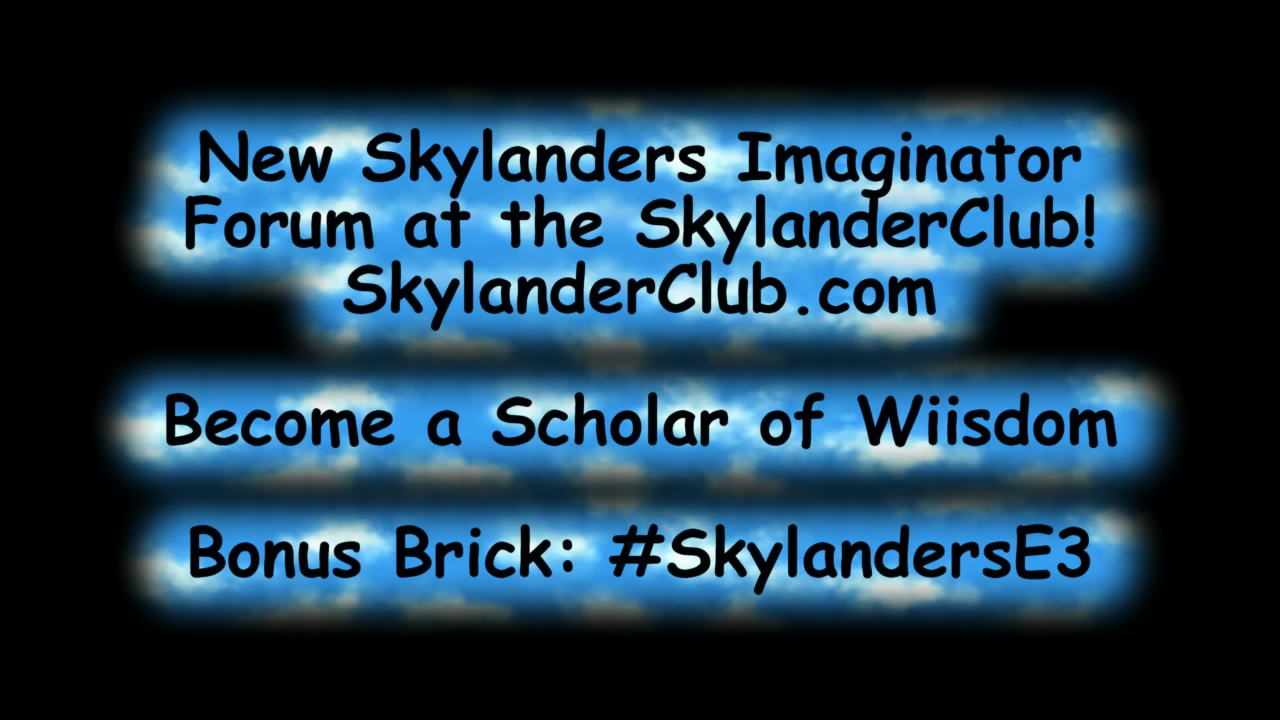 New Skylanders Imaginator
Forum at the SkylanderClub!
SkylanderClub.com
Become a Scholar of Wiisdom
Bonus Brick: #SkylandersE3